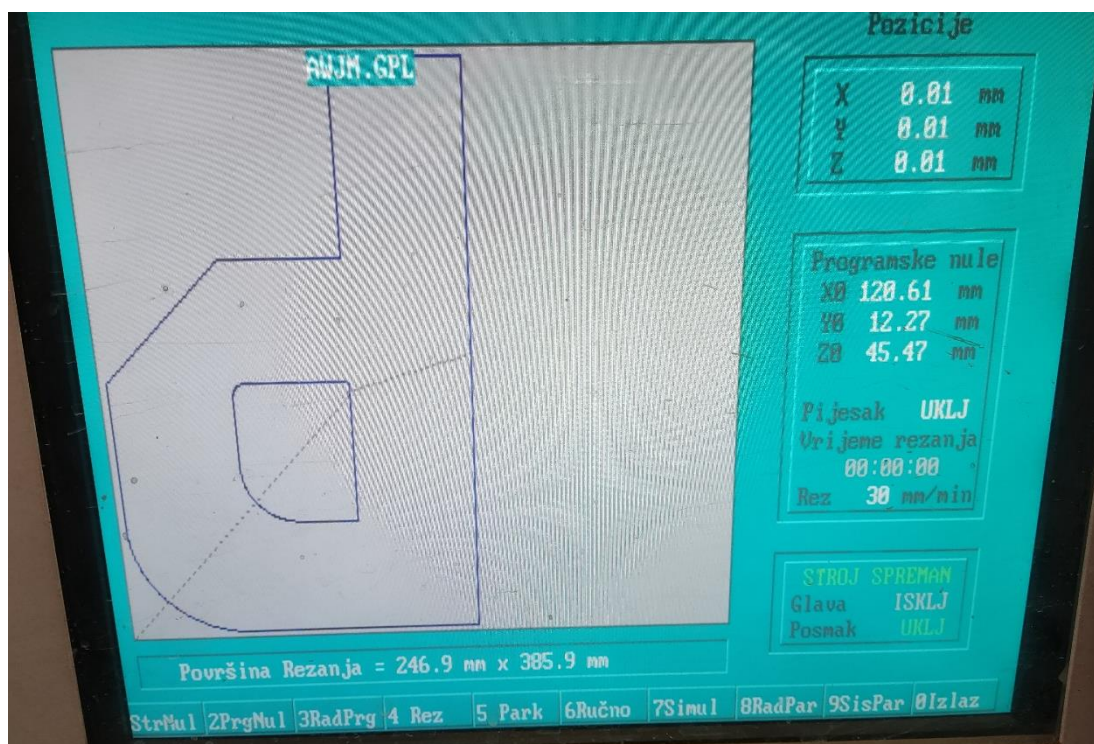 Pozicije
AWJM.GPL
X 0.01 mm
Y 0.01 mm
Z 0.01 mm
Programske nule
X0 120.61 mm
Y0 12.27 mm
Z0 45.47 mm
Pijesak UKLJ
Vrijeme rezanja
00:00:00
Rez 30 mm/min
STROJ SPREMAN
Glava ISKLJ
Posmak UKLJ
Površina Rezanja = 246.9 mm x 385.9 mm
StrNul 2PrgNul 3RadPrg 4 Rez 5 Park 6Ručno 7Simul 8RadPar 9SisPar 0Izlaz